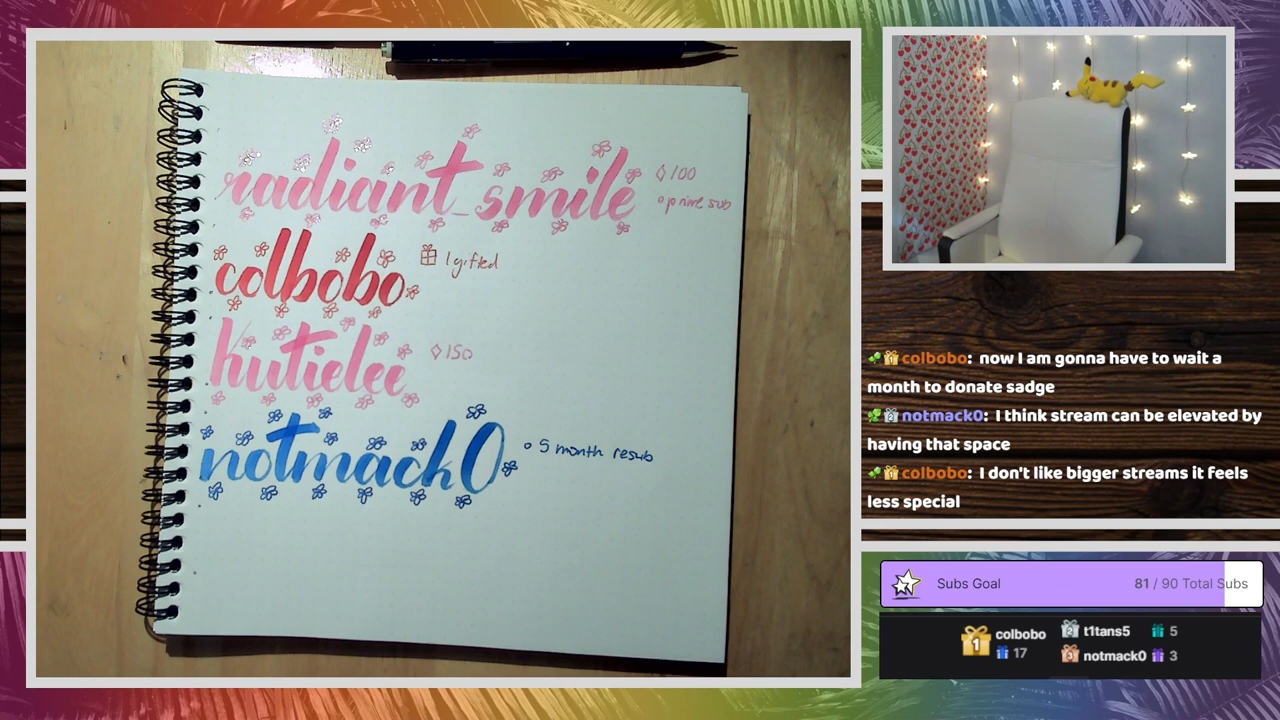 radiant_smile
◊100
° prime sub
colbobo
1 gifted
kutielee
◊150
notmack0
° 5 month resub
colbobo: now I am gonna have to wait a
month to donate sadge
notmack0: I think stream can be elevated by
having that space
colbobo: I don't like bigger streams it feels
less special
Subs Goal 81 / 90 Total Subs
1 colbobo 17
2 t1tans5 5
3 notmack0 3